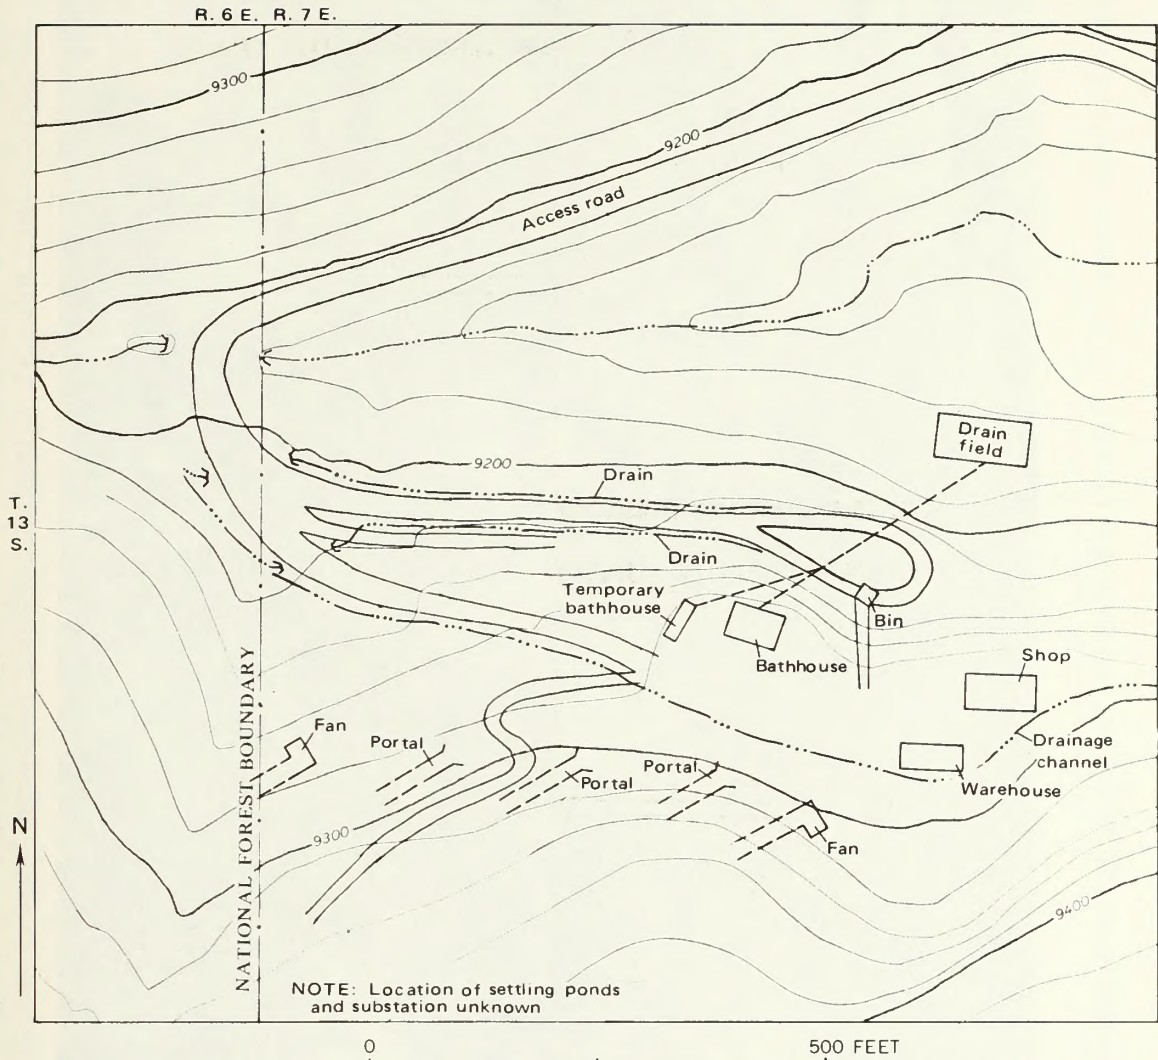 R. 6 E. R. 7 E.
9300
9200
Access road
Drain
field
9200
Drain
T.
13
S.
Drain
Temporary
bathhouse
Bin
Bathhouse
Shop
NATIONAL FOREST BOUNDARY
Fan
Portal
Portal
Portal
Drainage
channel
Warehouse
N
9300
Fan
9400
NOTE: Location of settling ponds
and substation unknown
0
500 FEET